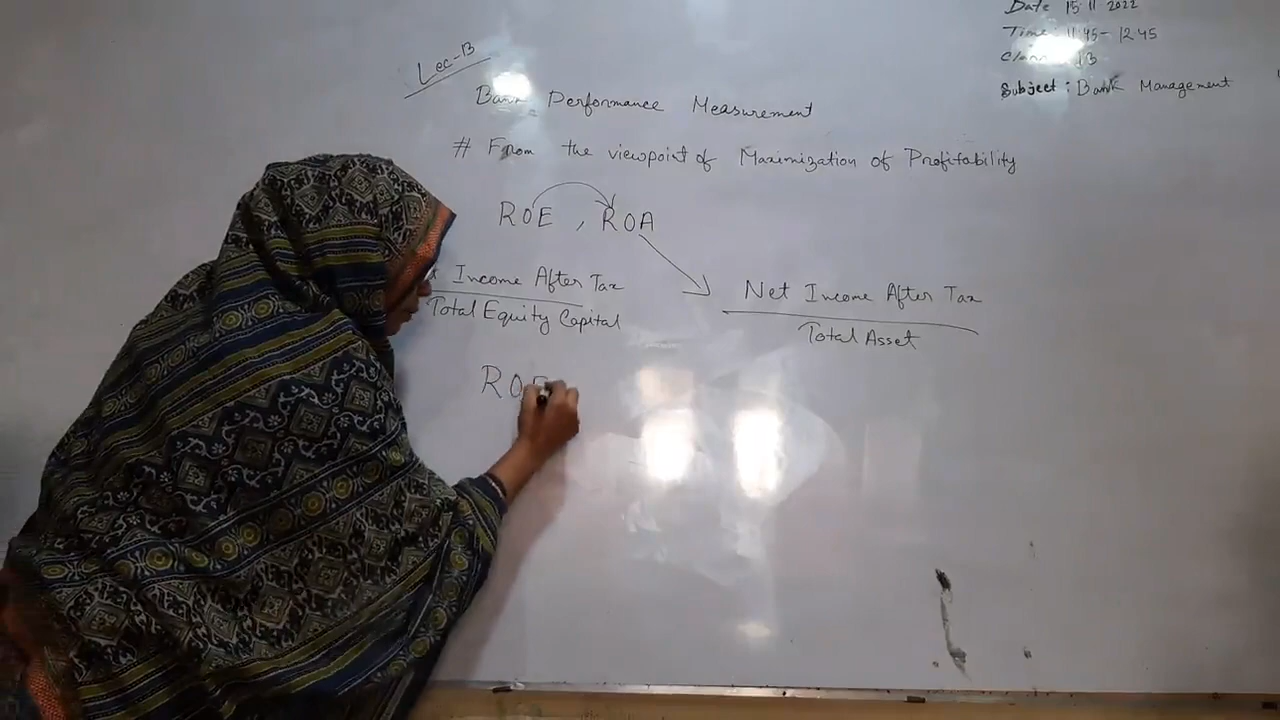 Date 15 11 2022
Time: 11:45 - 12 45
Subject: Bank Management
Lec-13
Bank Performance Measurement
# From the viewpoint of Maximization of Profitability
ROE , ROA
Income After Tax
Total Equity Capital
Net Income After Tax
Total Asset
ROE